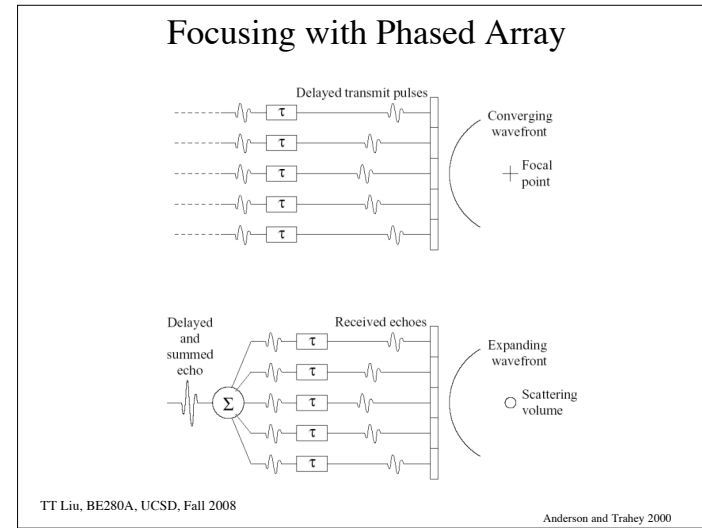 Focusing with Phased Array
Delayed transmit pulses
τ
τ
τ
τ
τ
Converging
wavefront
Focal
point
Delayed
and
summed
echo
Received echoes
Σ
τ
τ
τ
τ
τ
Expanding
wavefront
Scattering
volume
TT Liu, BE280A, UCSD, Fall 2008
Anderson and Trahey 2000